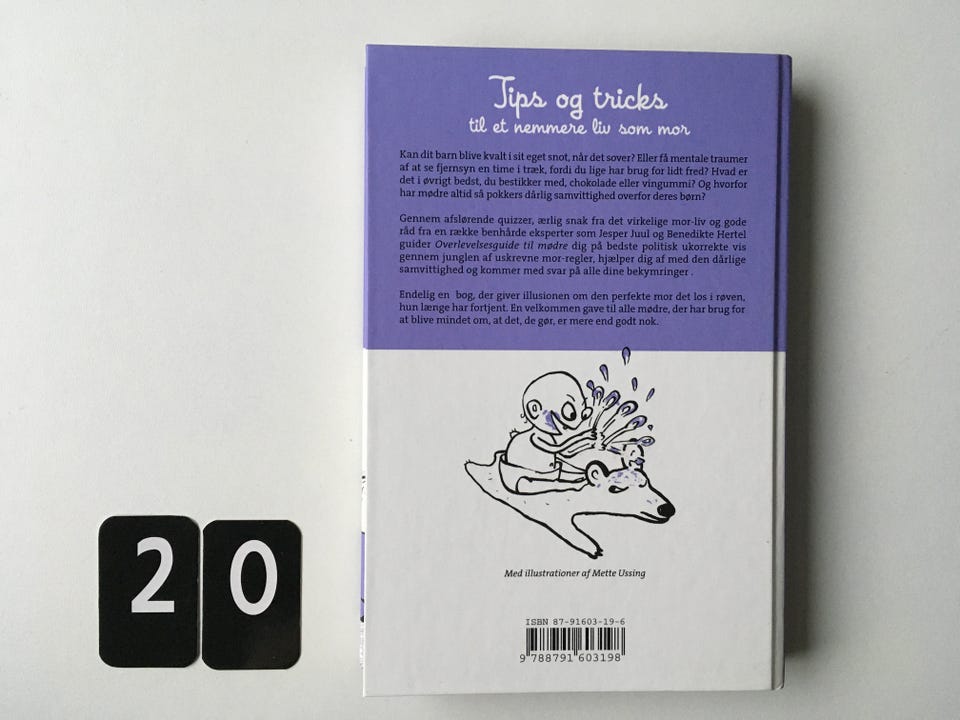 Tips og tricks
til et nemmere liv som mor
Kan dit barn blive kvalt i sit eget snot, når det sover? Eller få mentale traumer
af at se fjernsyn en time i træk, fordi du lige har brug for lidt fred? Hvad er
det i øvrigt bedst, du bestikker med, chokolade eller vingummi? Og hvorfor
har mødre altid så pokkers dårlig samvittighed overfor deres børn?
Gennem afslørende quizzer, ærlig snak fra det virkelige mor-liv og gode
råd fra en række benhårde eksperter som Jesper Juul og Benedikte Hertel
guider Overlevelsesguide til mødre dig på bedste politisk ukorrekte vis
gennem junglen af uskrevne mor-regler, hjælper dig af med den dårlige
samvittighed og kommer med svar på alle dine bekymringer .
Endelig en bog, der giver illusionen om den perfekte mor det los i røven,
hun længe har fortjent. En velkommen gave til alle mødre, der har brug for
at blive mindet om, at det, de gør, er mere end godt nok.
Med illustrationer af Mette Ussing
ISBN 87-91603-19-6
9 788791 603198
20